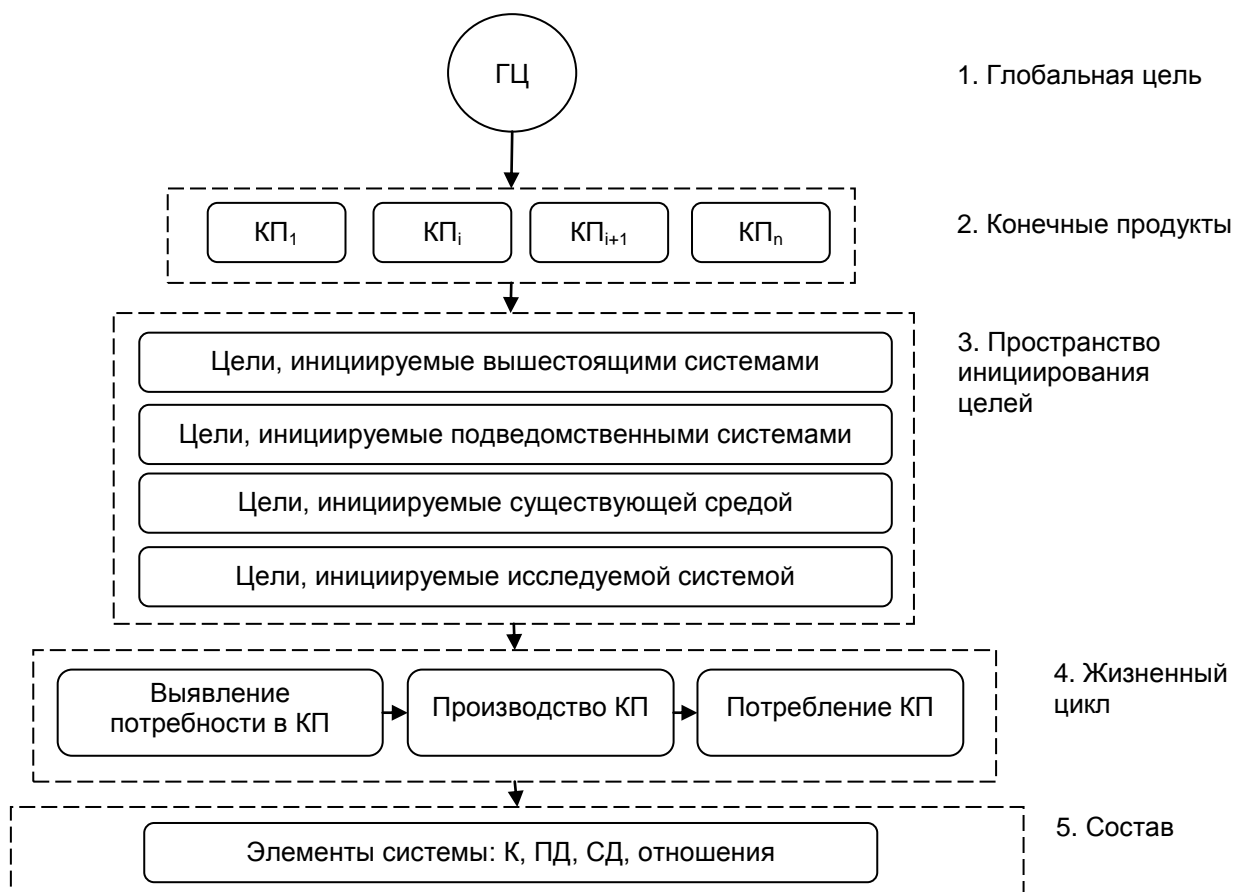 ГЦ
1. Глобальная цель
КП₁
КПᵢ
КПᵢ₊₁
КПₙ
2. Конечные продукты
Цели, инициируемые вышестоящими системами
Цели, инициируемые подведомственными системами
Цели, инициируемые существующей средой
Цели, инициируемые исследуемой системой
3. Пространство
инициирования
целей
Выявление
потребности в КП
Производство КП
Потребление КП
4. Жизненный
цикл
Элементы системы: К, ПД, СД, отношения
5. Состав